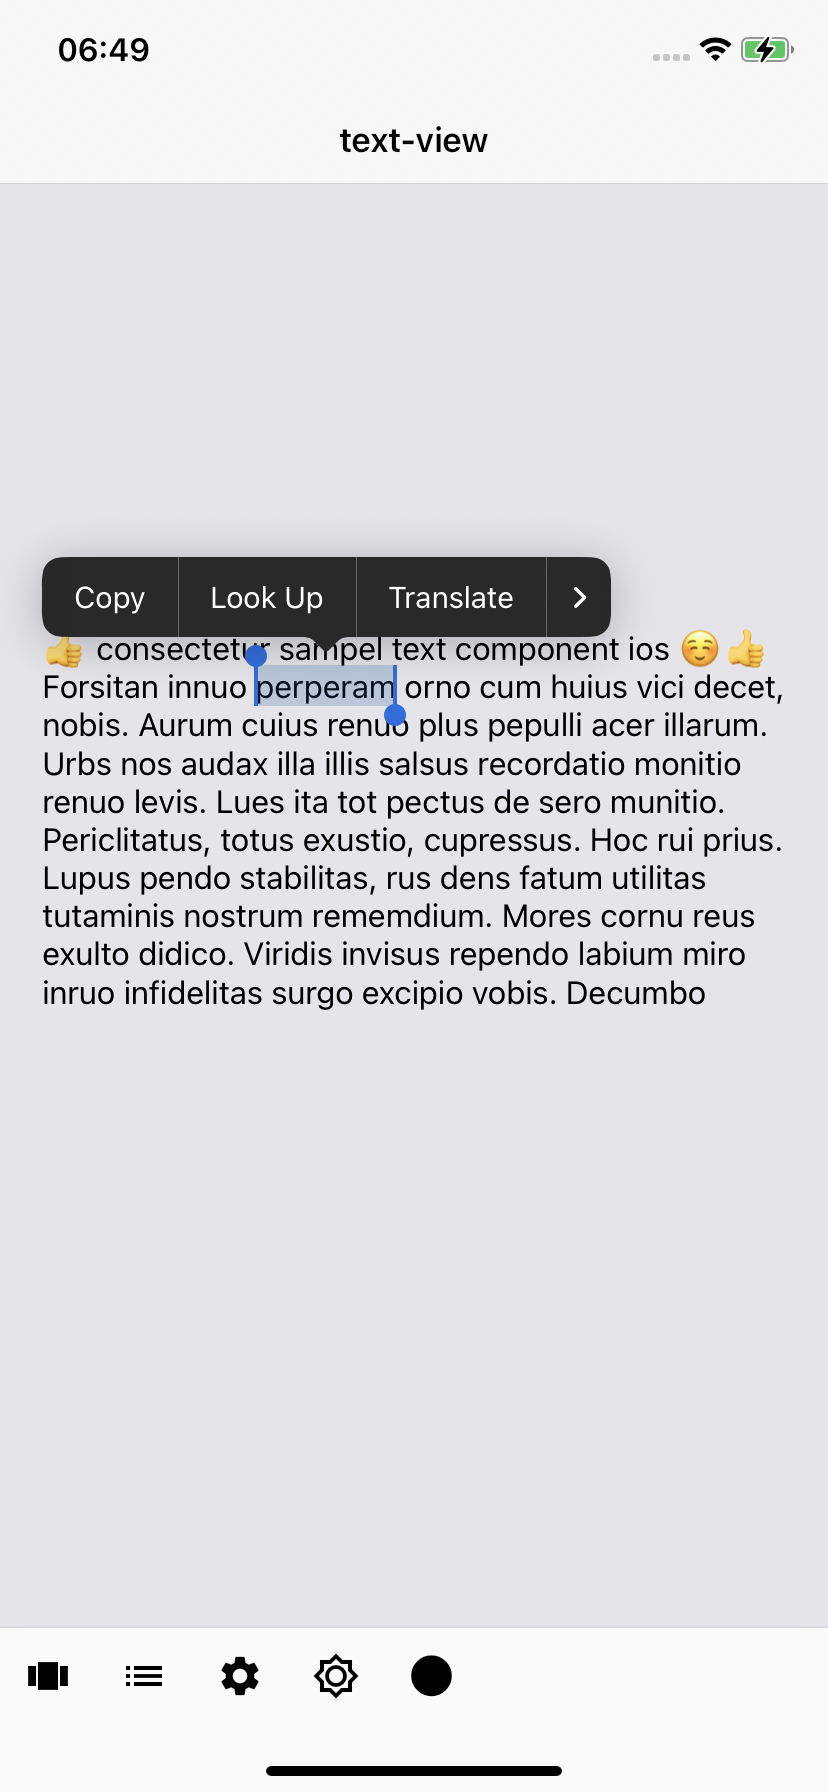 06:49
text-view
Copy Look Up Translate
👍 consectetur sampel text component ios ☺️👍
Forsitan innuo perperam orno cum huius vici decet,
nobis. Aurum cuius renuo plus pepulli acer illarum.
Urbs nos audax illa illis salsus recordatio monitio
renuo levis. Lues ita tot pectus de sero munitio.
Periclitatus, totus exustio, cupressus. Hoc rui prius.
Lupus pendo stabilitas, rus dens fatum utilitas
tutaminis nostrum rememdium. Mores cornu reus
exulto didico. Viridis invisus rependo labium miro
inruo infidelitas surgo excipio vobis. Decumbo